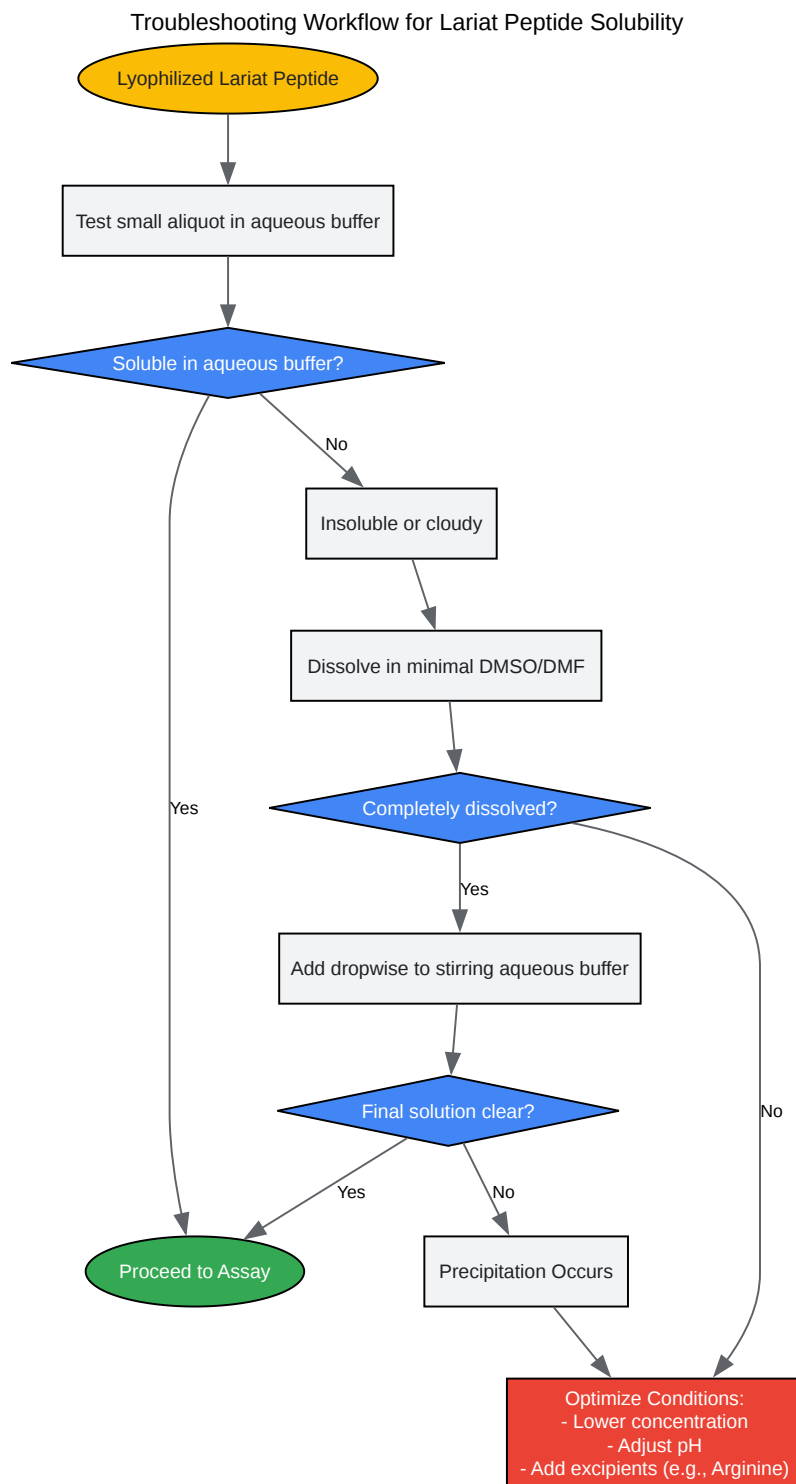 Troubleshooting Workflow for Lariat Peptide Solubility
Lyophilized Lariat Peptide
Test small aliquot in aqueous buffer
Soluble in aqueous buffer?
No
Insoluble or cloudy
Dissolve in minimal DMSO/DMF
Yes
Completely dissolved?
Yes
Add dropwise to stirring aqueous buffer
Final solution clear?
No
Yes
No
Proceed to Assay
Precipitation Occurs
Optimize Conditions:
- Lower concentration
- Adjust pH
- Add excipients (e.g., Arginine)